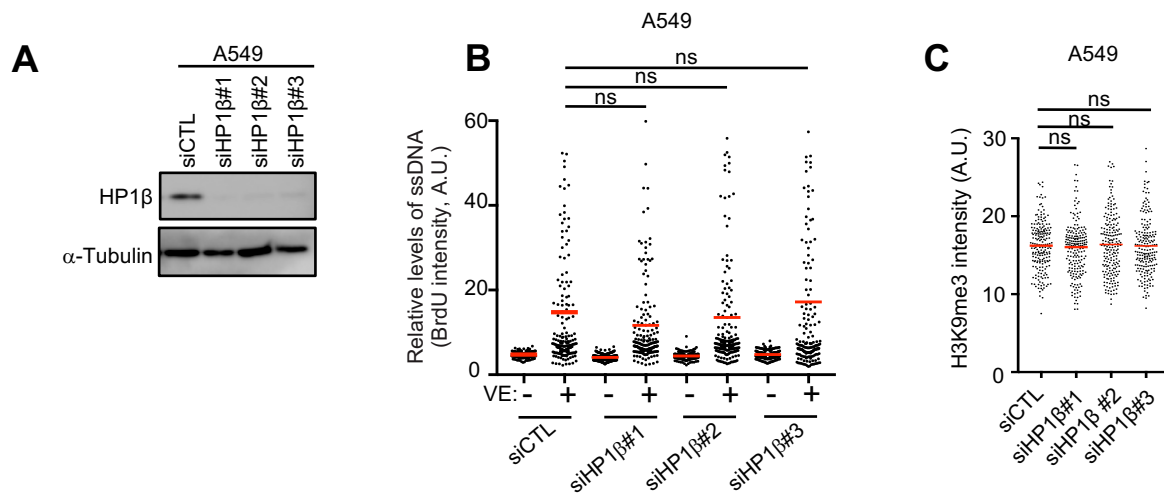 A
A549
siCTL
siHP1β#1
siHP1β#2
siHP1β#3
HP1β
α-Tubulin
B
A549
ns
ns
ns
Relative levels of ssDNA
(BrdU intensity, A.U.)
60
40
20
0
VE: - + - + - + - +
siCTL
siHP1β#1
siHP1β#2
siHP1β#3
C
A549
ns
ns
ns
H3K9me3 intensity (A.U.)
30
20
10
0
siCTL
siHP1β#1
siHP1β #2
siHP1β#3